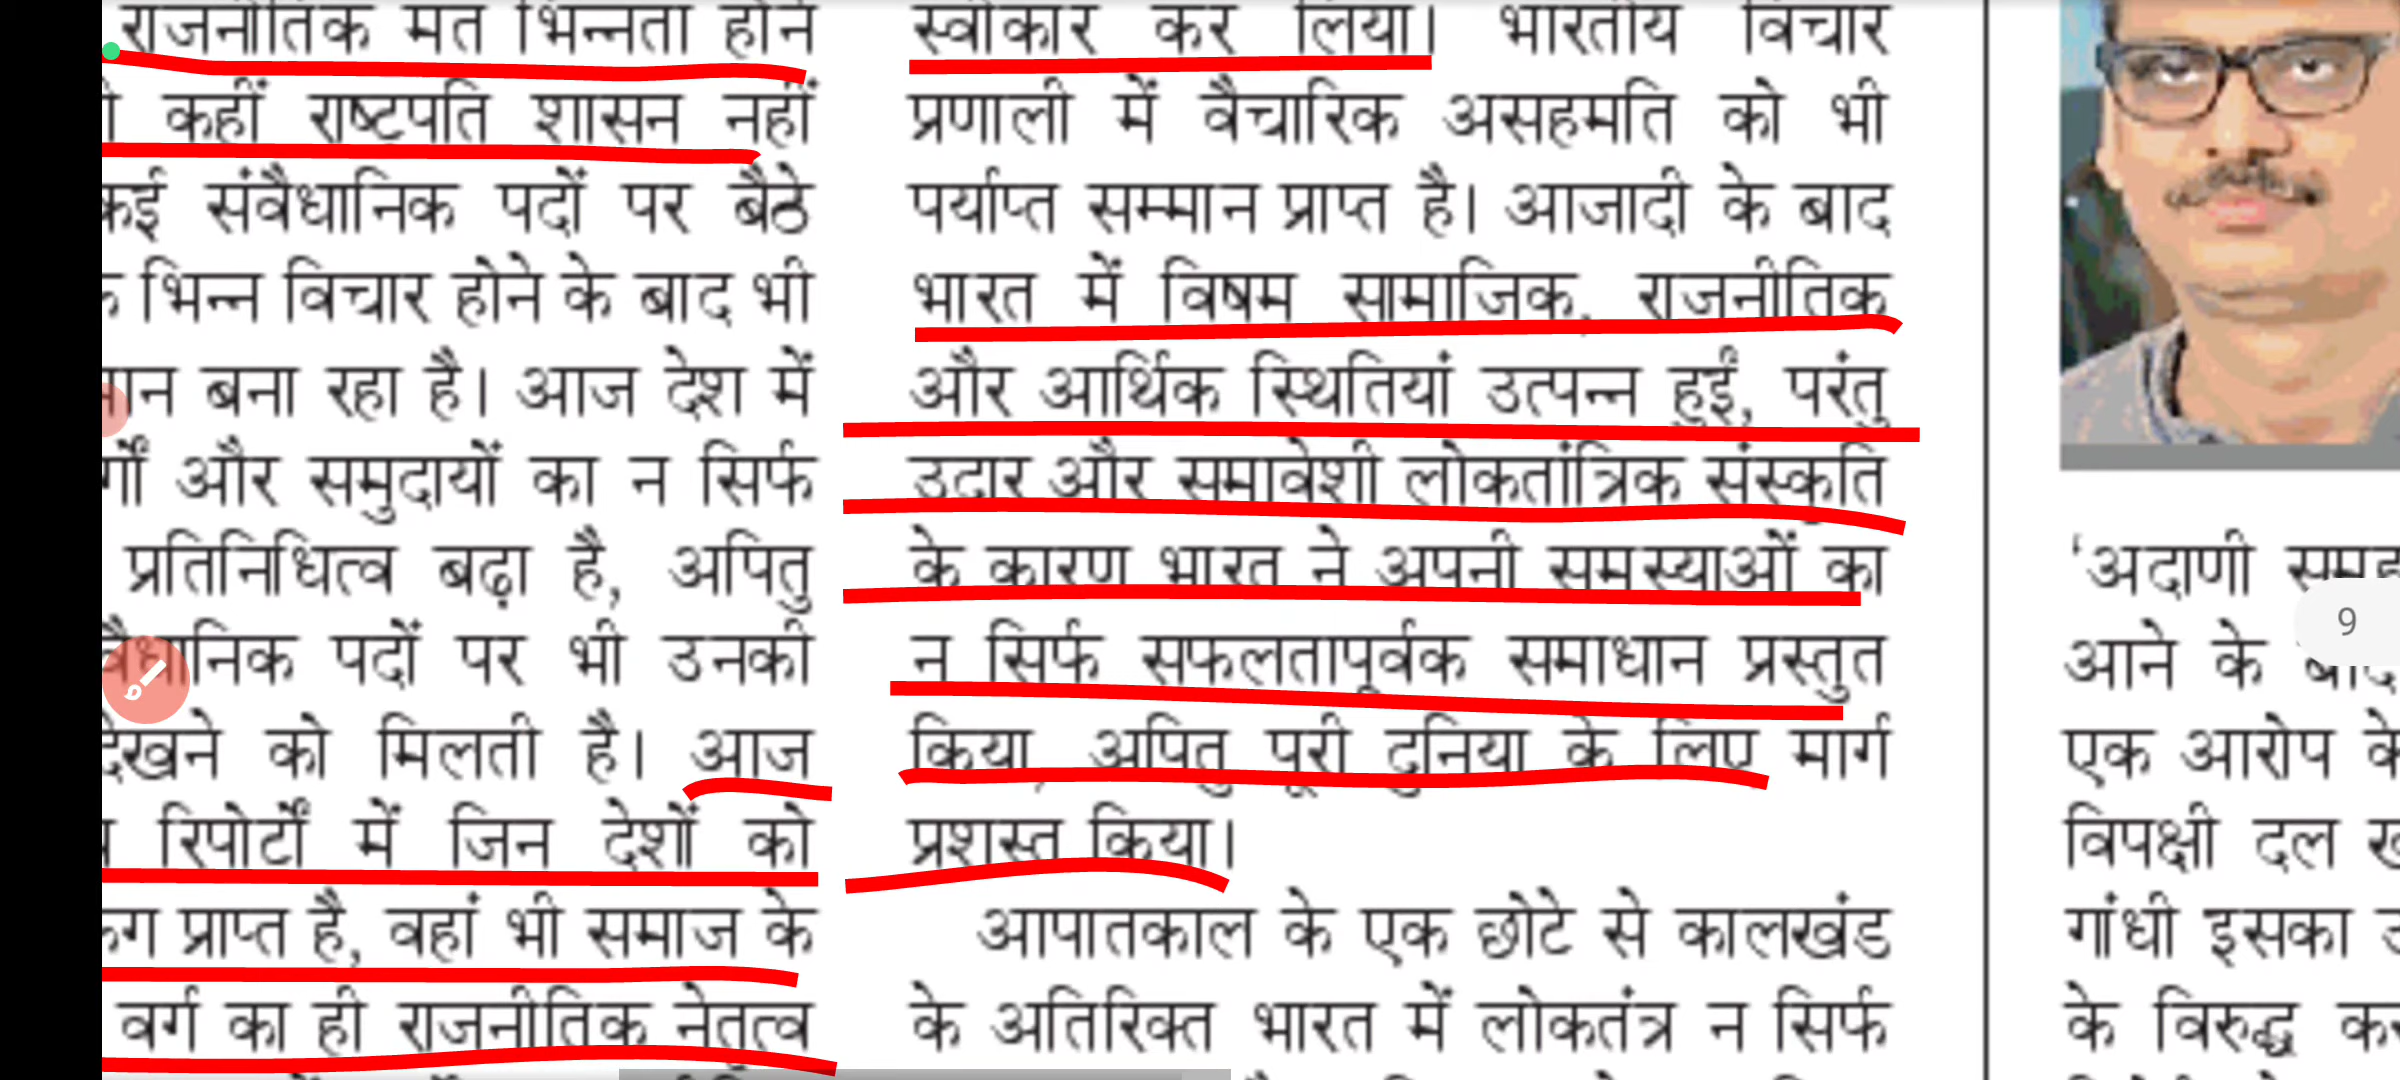 राजनीतिक मत भिन्नता होने
कहीं राष्टपति शासन नहीं
कई संवैधानिक पदों पर बैठे
भिन्न विचार होने के बाद भी
बना रहा है। आज देश में
और समुदायों का न सिर्फ
प्रतिनिधित्व बढ़ा है, अपितु
पदों पर भी उनको
देखने को मिलती है। आज
रिपोर्टों में जिन देशों को
प्राप्त है, वहां भी समाज के
वर्ग का ही राजनीतिक नेतृत्व
स्वीकार कर लिया। भारतीय विचार
प्रणाली में वैचारिक असहमति को भी
पर्याप्त सम्मान प्राप्त है। आजादी के बाद
भारत में विषम सामाजिक, राजनीतिक
और आर्थिक स्थितियां उत्पन्न हुईं, परंतु
उदार और समावेशी लोकतांत्रिक संस्कृति
के कारण भारत ने अपनी समस्याओं का
न सिर्फ सफलतापूर्वक समाधान प्रस्तुत
किया, अपितु पूरी दुनिया के लिए मार्ग
प्रशस्त किया।
आपातकाल के एक छोटे से कालखंड
के अतिरिक्त भारत में लोकतंत्र न सिर्फ
‘अदाणी समूह
9
आने के बाद
एक आरोप के
विपक्षी दल
गांधी इसका
के विरुद्ध